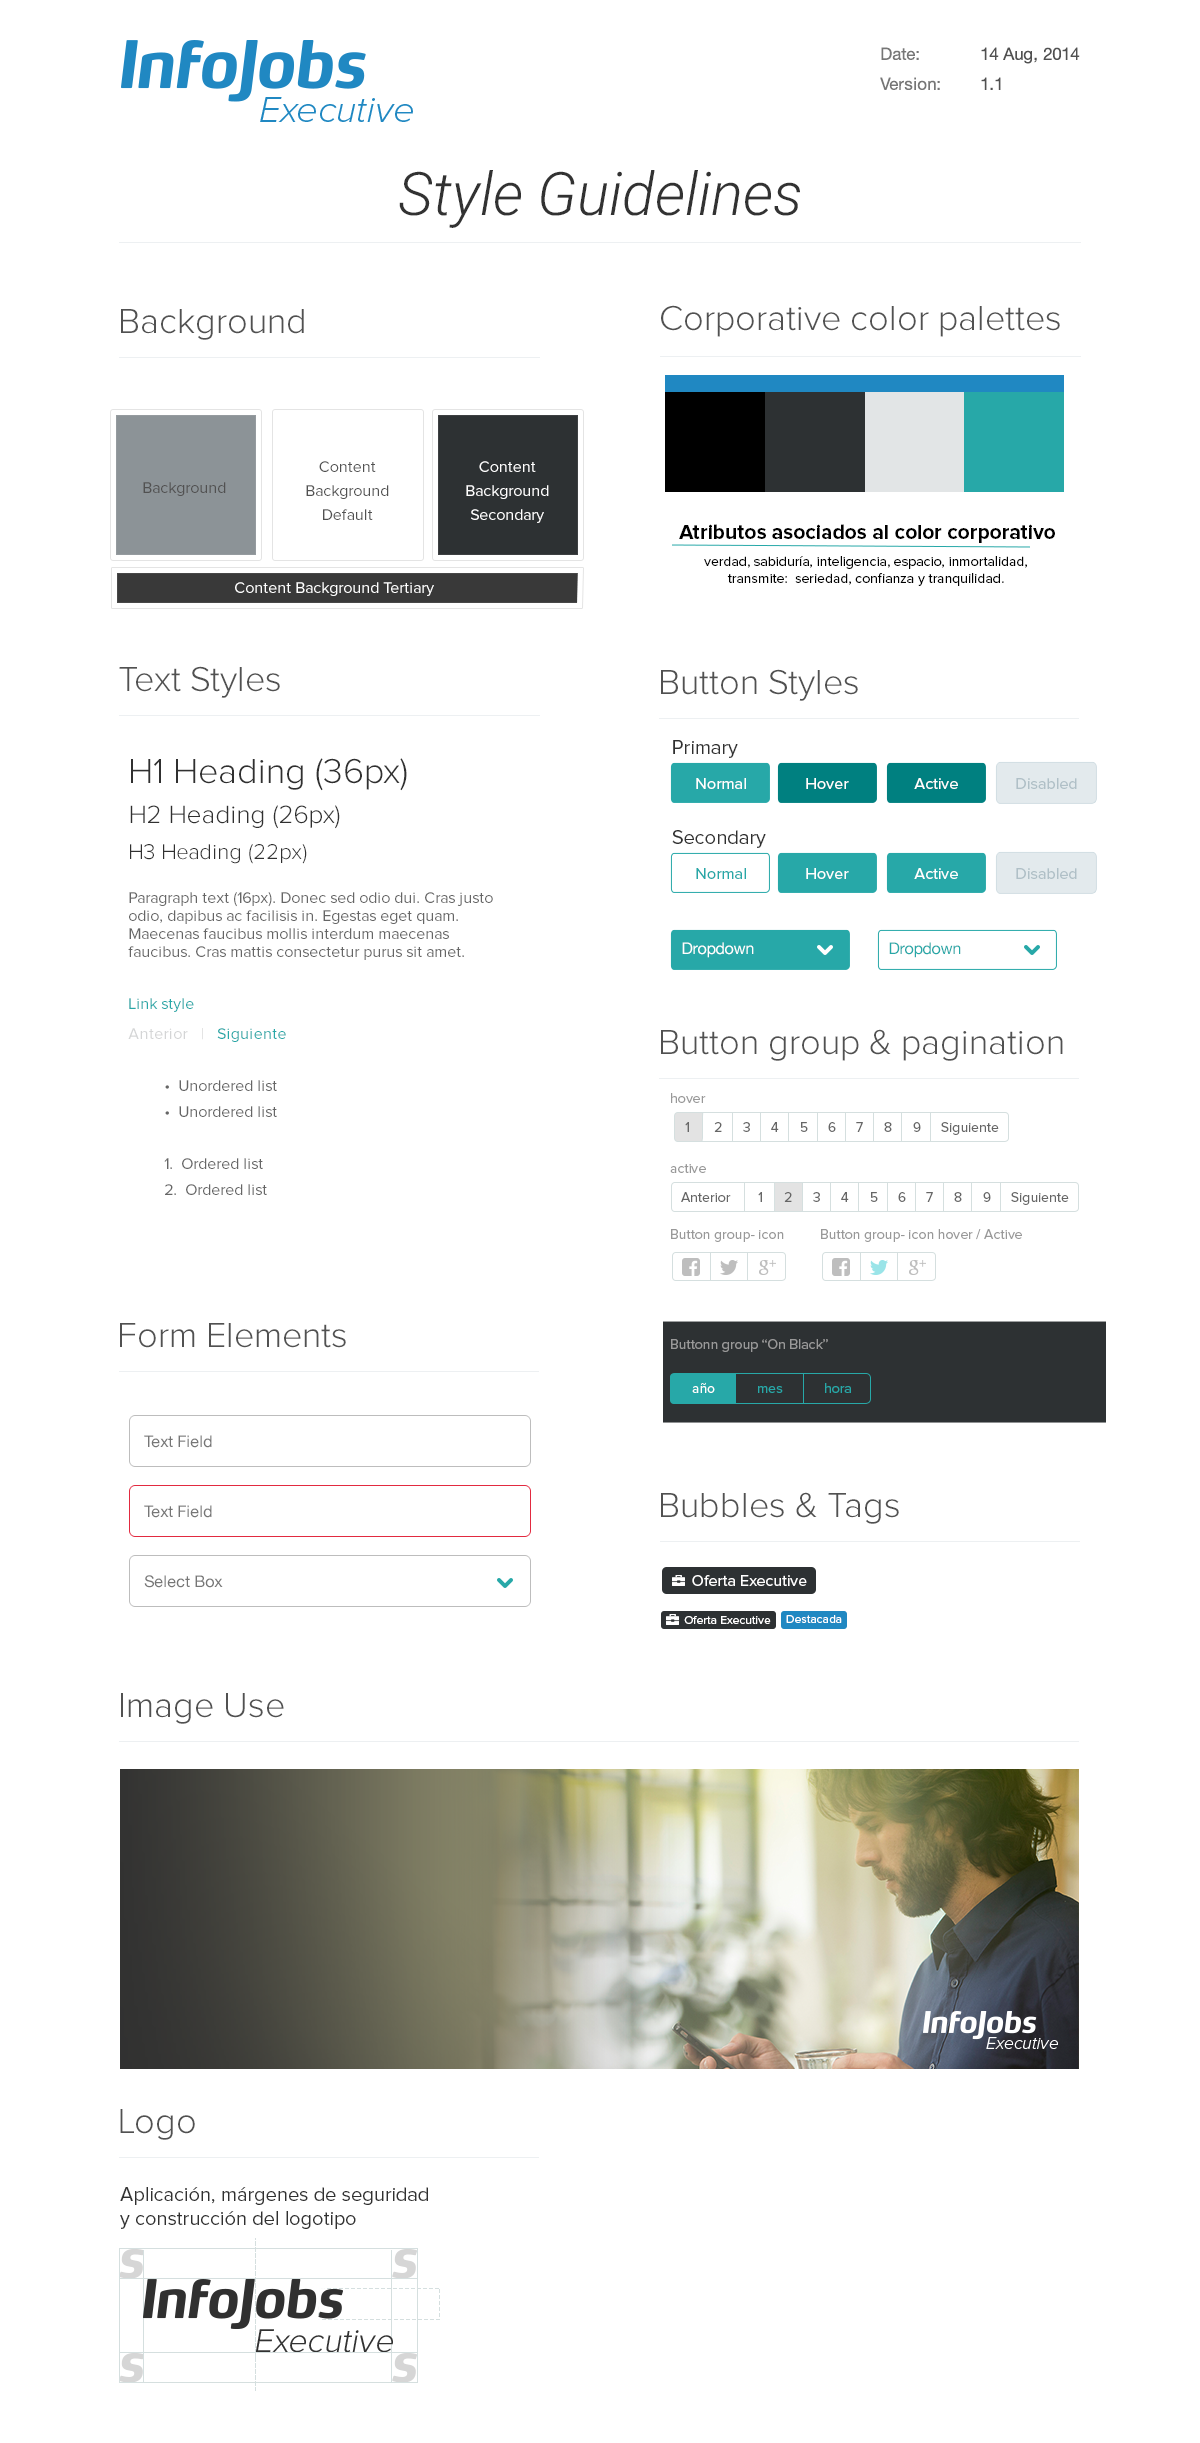 InfoJobs
Executive
Date: 14 Aug, 2014
Version: 1.1
Style Guidelines
Background
Background
Content
Background
Default
Content
Background
Secondary
Content Background Tertiary
Corporative color palettes
Atributos asociados al color corporativo
verdad, sabiduría, inteligencia, espacio, inmortalidad,
transmite: seriedad, confianza y tranquilidad.
Text Styles
H1 Heading (36px)
H2 Heading (26px)
H3 Heading (22px)
Paragraph text (16px). Donec sed odio dui. Cras justo
odio, dapibus ac facilisis in. Egestas eget quam.
Maecenas faucibus mollis interdum maecenas
faucibus. Cras mattis consectetur purus sit amet.
Link style
Anterior | Siguiente
• Unordered list
• Unordered list
1. Ordered list
2. Ordered list
Button Styles
Primary
Normal Hover Active Disabled
Secondary
Normal Hover Active Disabled
Dropdown Dropdown
Button group & pagination
hover
1 2 3 4 5 6 7 8 9 Siguiente
active
Anterior 1 2 3 4 5 6 7 8 9 Siguiente
Button group- icon Button group- icon hover / Active
g+ g+
Buttonn group “On Black”
año mes hora
Form Elements
Text Field
Text Field
Select Box
Bubbles & Tags
Oferta Executive
Oferta Executive Destacada
Image Use
InfoJobs
Executive
Logo
Aplicación, márgenes de seguridad
y construcción del logotipo
S S
InfoJobs
Executive
S S